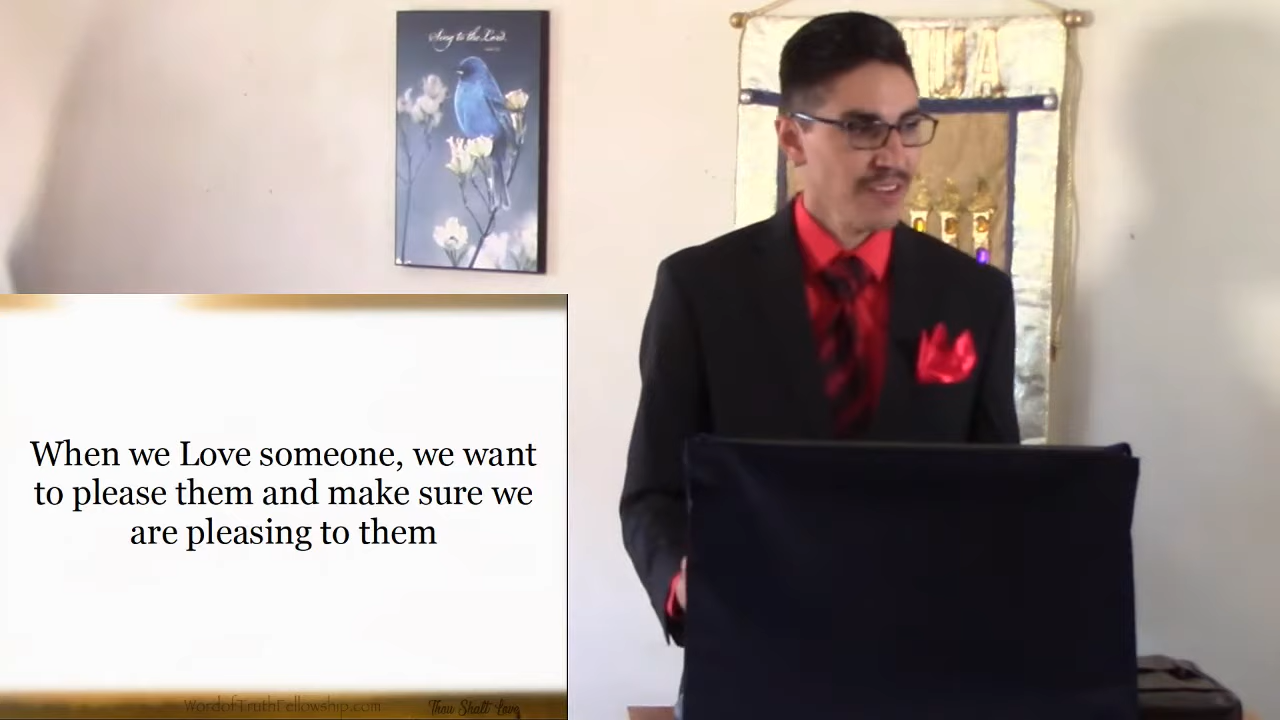 Sing to the Lord
When we Love someone, we want
to please them and make sure we
are pleasing to them
WordofTruthFellowship.com
Thou Shalt Love